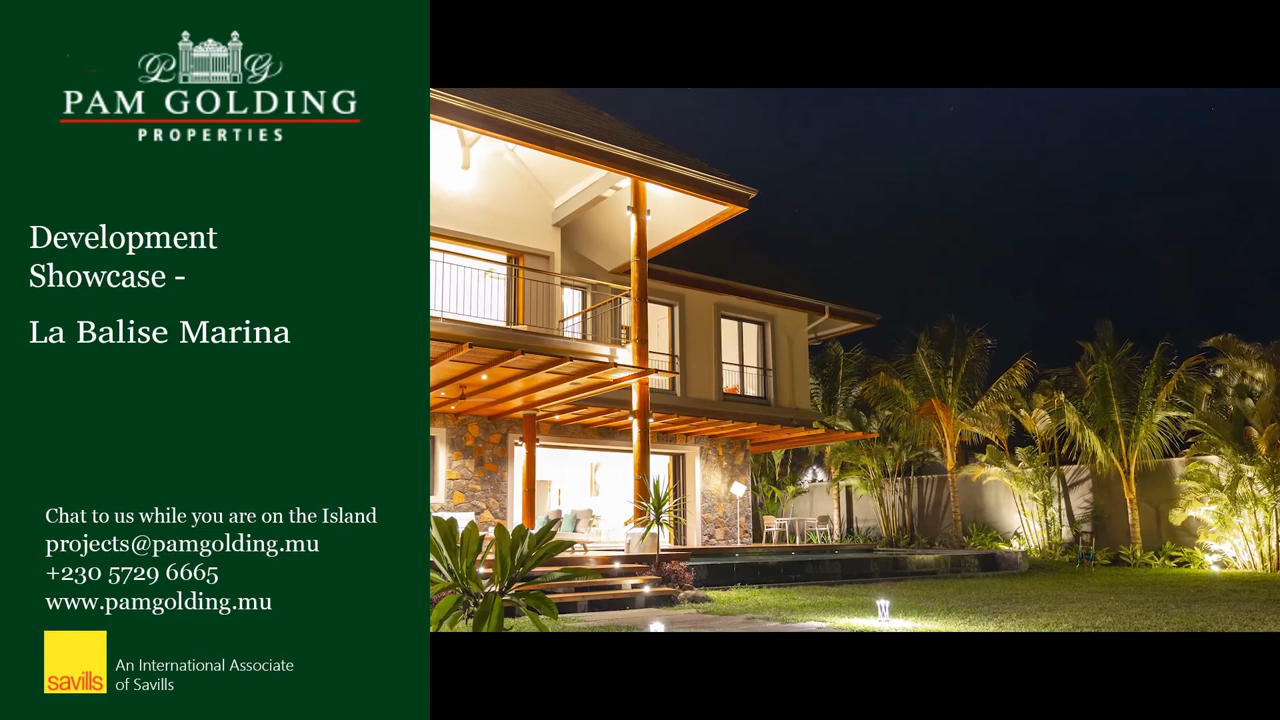 P G
PAM GOLDING
PROPERTIES
Development
Showcase -
La Balise Marina
Chat to us while you are on the Island
projects@pamgolding.mu
+230 5729 6665
www.pamgolding.mu
savills
An International Associate
of Savills